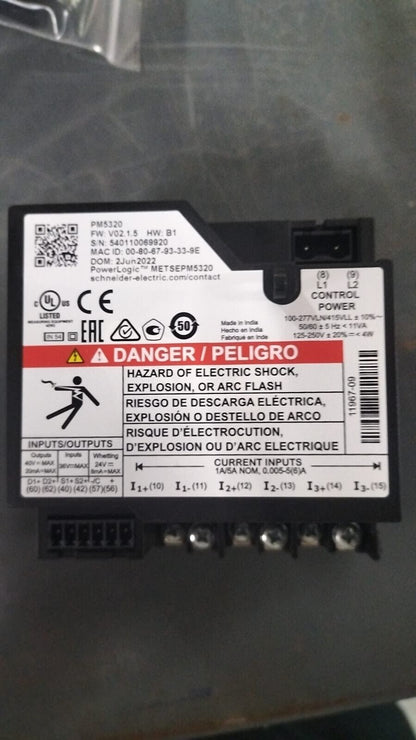 PM5320
FW: V02.1.5 HW: B1
S/N: 540110069920
MAC ID: 00-80-67-93-33-9E
DOM: 2Jun2022
PowerLogic™ METSEPM5320
schneider-electric.com/contact
(8) (9)
L1 L2
CONTROL
POWER
100-277VLN/415VLL ± 10%~
50/60 ± 5 Hz < 11VA
125-250V ± 20% ⎓ < 4W
C UL US
LISTED
CE
EAC
50
Made in India
Hecho en India
Fabriqué en Inde
DANGER / PELIGRO
HAZARD OF ELECTRIC SHOCK,
EXPLOSION, OR ARC FLASH
RIESGO DE DESCARGA ELÉCTRICA,
EXPLOSIÓN O DESTELLO DE ARCO
RISQUE D'ÉLECTROCUTION,
D'EXPLOSION OU D'ARC ELECTRIQUE
11967-09
INPUTS/OUTPUTS
Outputs Inputs Whetting
40V⎓MAX 36V⎓MAX 24V⎓
20mA⎓MAX 8mA⎓MAX
D1+ D2+ S1+ S2+ -/C +
(60) (62) (40) (42) (57) (56)
CURRENT INPUTS
1A/5A NOM, 0.005-5(6)A
I1+(10) I1-(11) I2+(12) I2-(13) I3+(14) I3-(15)